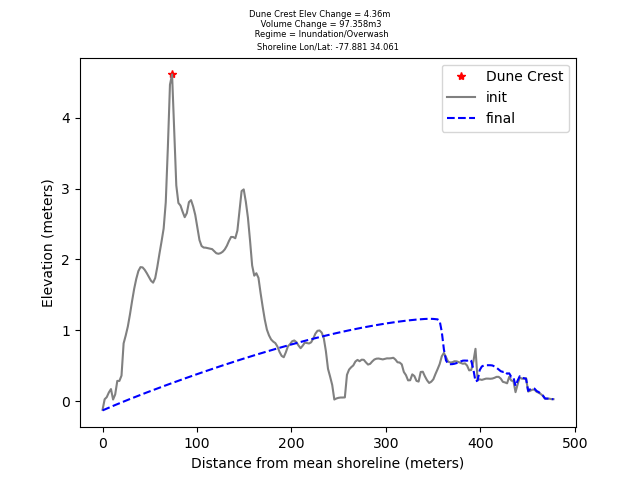 Dune Crest Elev Change = 4.36m
Volume Change = 97.358m3
Regime = Inundation/Overwash
Shoreline Lon/Lat: -77.881 34.061
Dune Crest
init
final
4
3
2
1
0
Elevation (meters)
0 100 200 300 400 500
Distance from mean shoreline (meters)